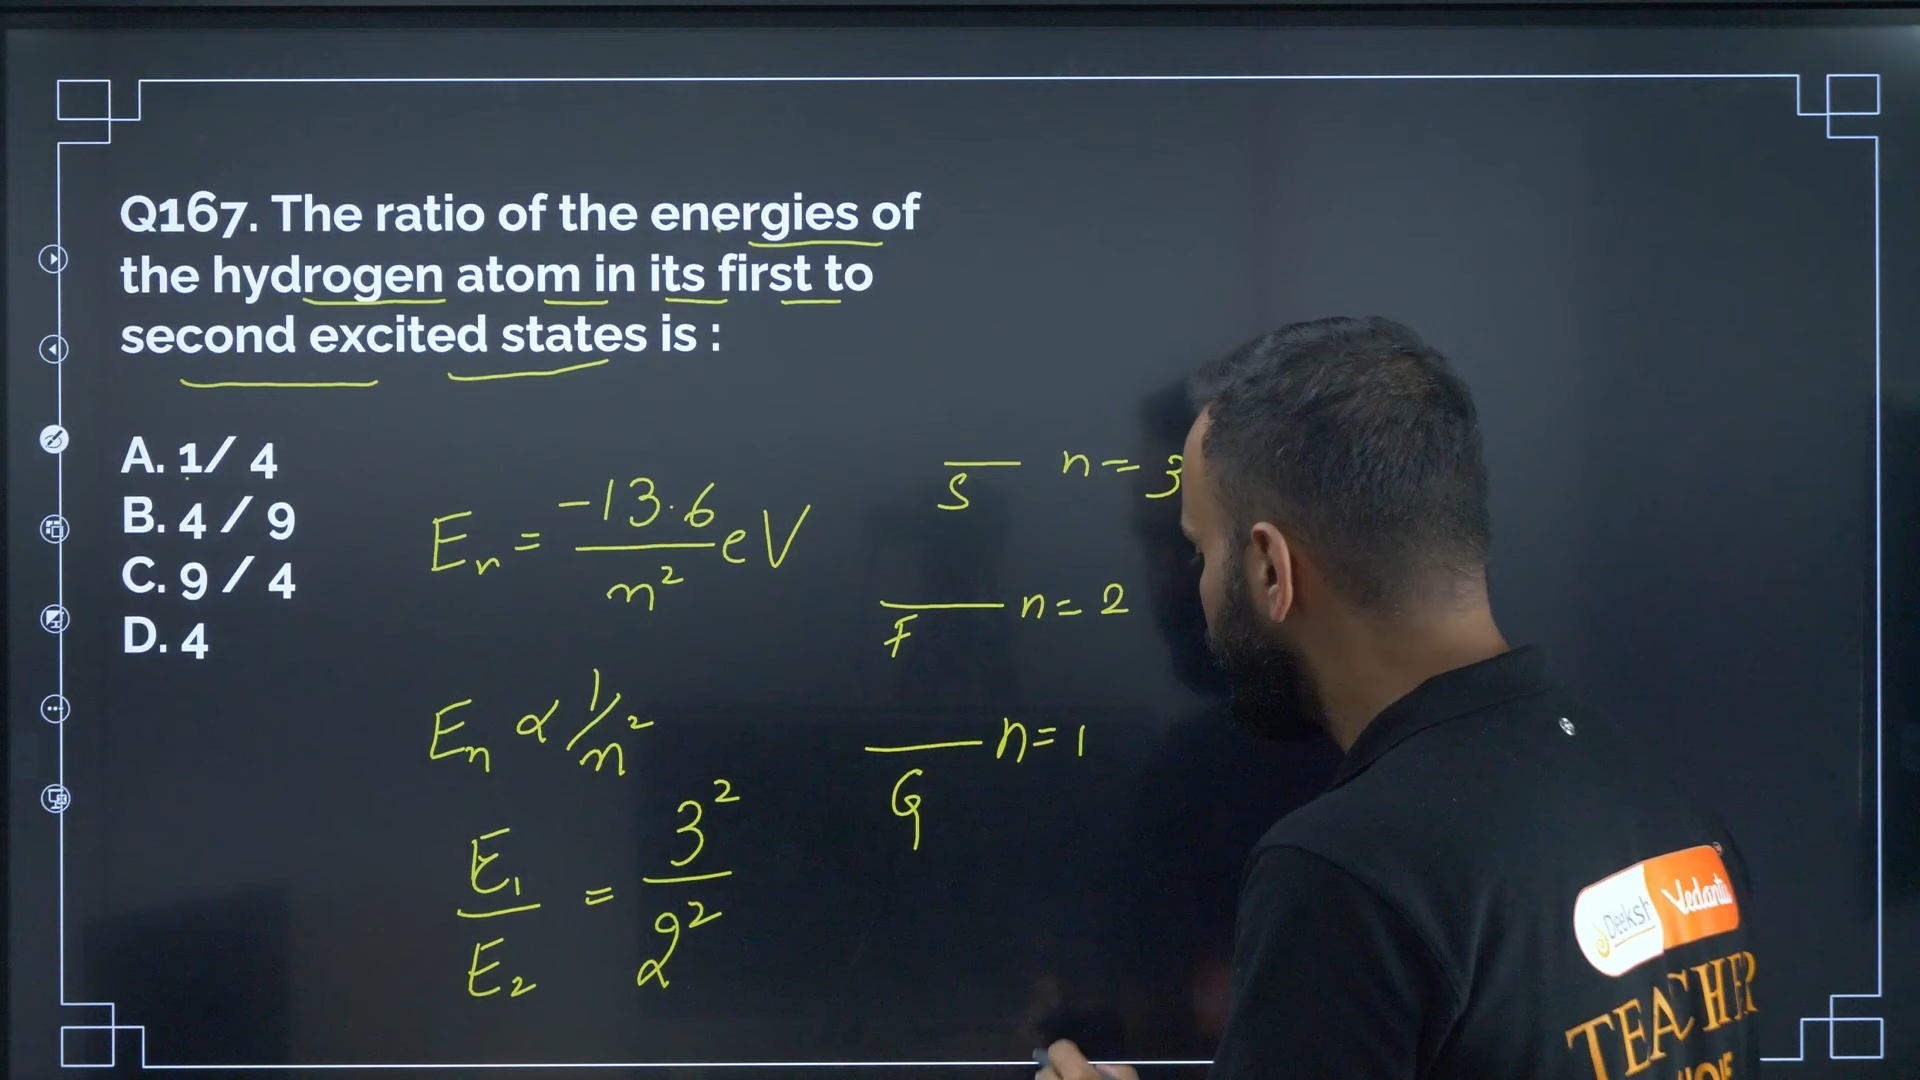 Q167. The ratio of the energies of
the hydrogen atom in its first to
second excited states is :
A. 1/ 4
B. 4 / 9
C. 9 / 4
D. 4
Eₙ = -13.6/n² eV
Eₙ ∝ 1/n²
E₁/E₂ = 3²/2²
S n = 3
F n = 2
G n = 1
Deeksh
Vedantu
TEACHER